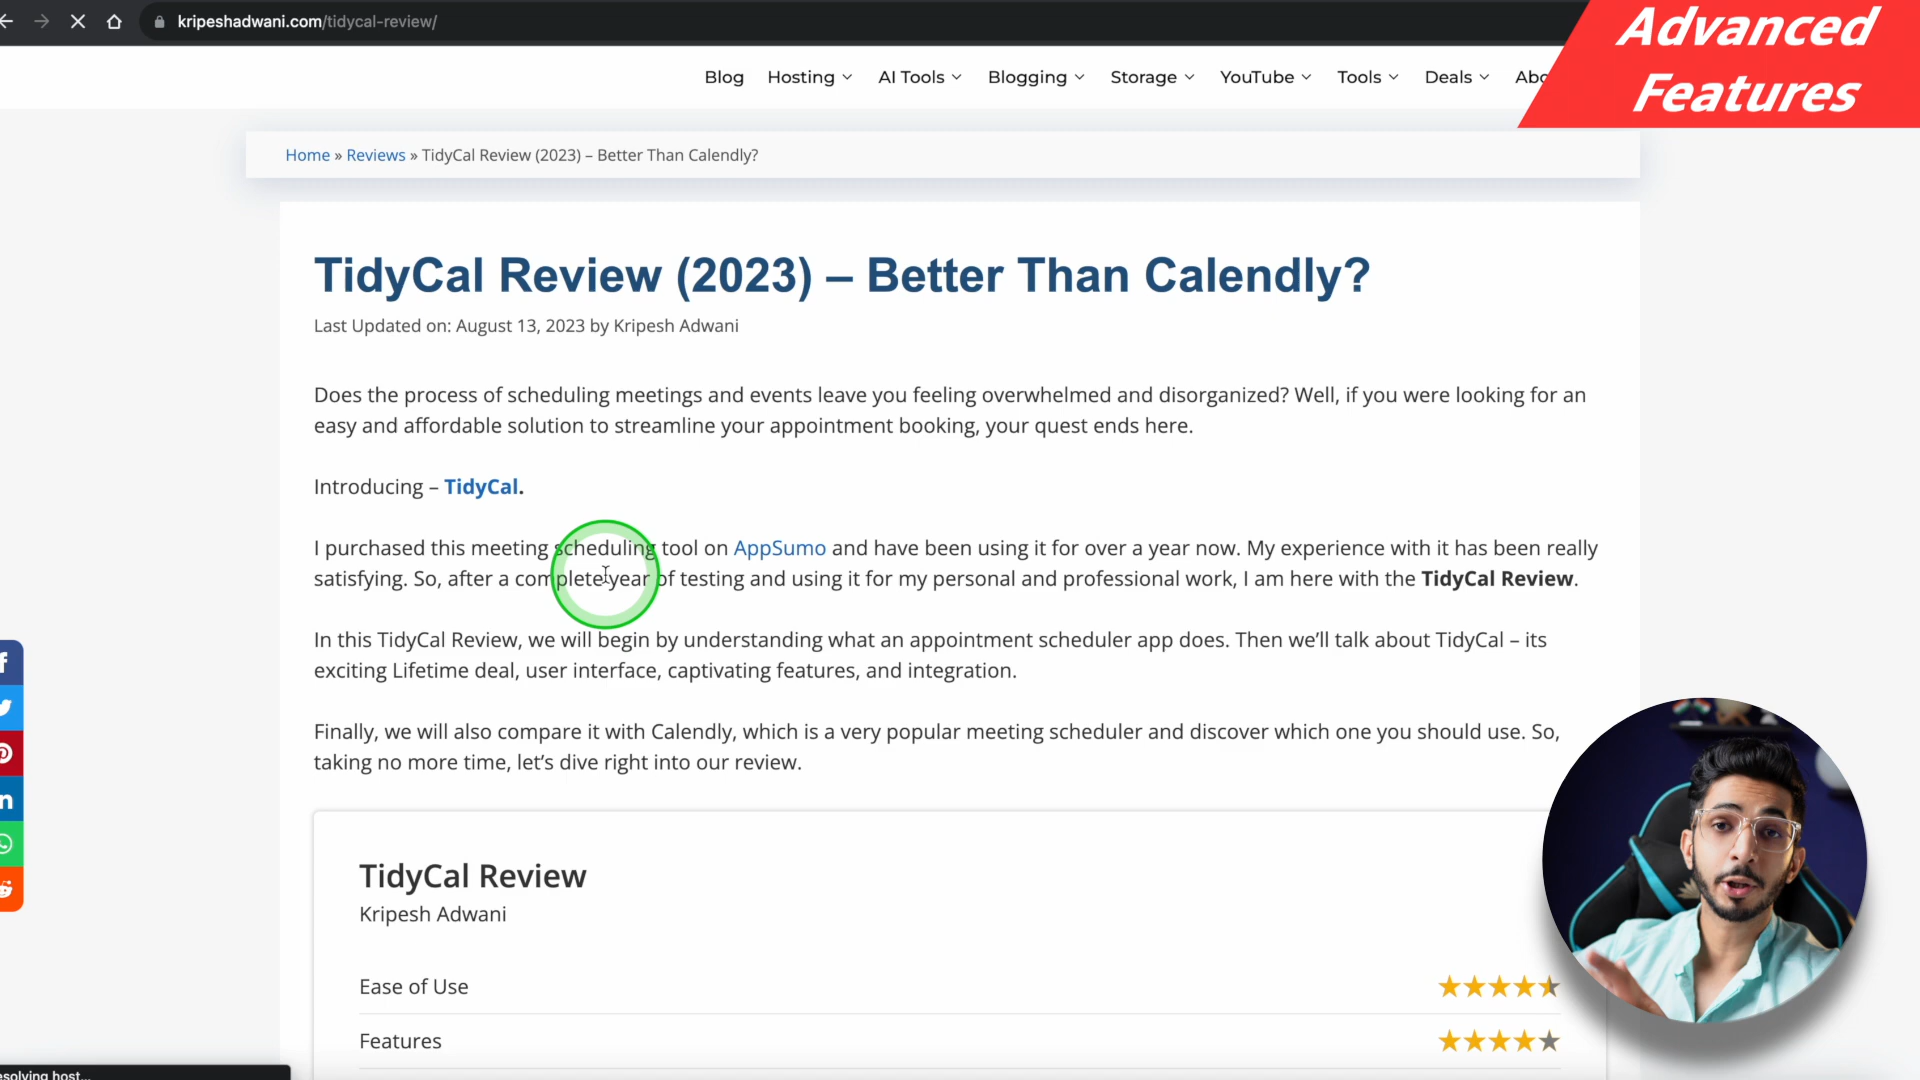 kripeshadwani.com/tidycal-review/
Advanced
Features
Blog Hosting AI Tools Blogging Storage YouTube Tools Deals
Home » Reviews » TidyCal Review (2023) – Better Than Calendly?
TidyCal Review (2023) – Better Than Calendly?
Last Updated on: August 13, 2023 by Kripesh Adwani
Does the process of scheduling meetings and events leave you feeling overwhelmed and disorganized? Well, if you were looking for an
easy and affordable solution to streamline your appointment booking, your quest ends here.
Introducing – TidyCal.
I purchased this meeting scheduling tool on AppSumo and have been using it for over a year now. My experience with it has been really
satisfying. So, after a complete year of testing and using it for my personal and professional work, I am here with the TidyCal Review.
In this TidyCal Review, we will begin by understanding what an appointment scheduler app does. Then we’ll talk about TidyCal – its
exciting Lifetime deal, user interface, captivating features, and integration.
Finally, we will also compare it with Calendly, which is a very popular meeting scheduler and discover which one you should use. So,
taking no more time, let’s dive right into our review.
TidyCal Review
Kripesh Adwani
Ease of Use
Features
host...